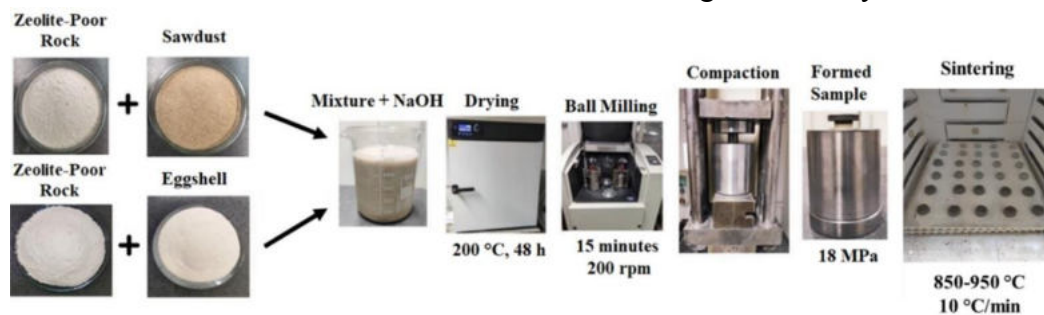 Zeolite-Poor
Rock
Sawdust
Zeolite-Poor
Rock
Eggshell
Mixture + NaOH
Drying
200 °C, 48 h
Ball Milling
15 minutes
200 rpm
Compaction
Formed
Sample
18 MPa
Sintering
850-950 °C
10 °C/min